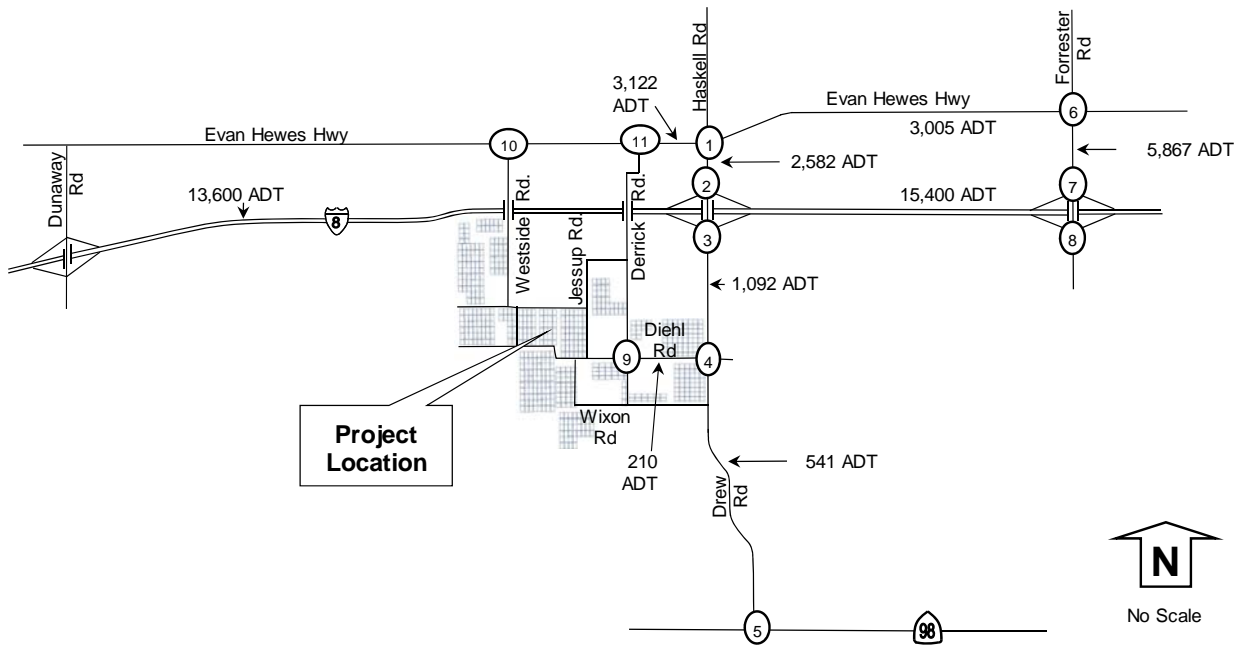 Haskell Rd
Forrester
Rd
3,122
ADT
Evan Hewes Hwy
3,005 ADT
6
Evan Hewes Hwy
10
11
1
2,582 ADT
5,867 ADT
Dunaway
Rd
13,600 ADT
8
Westside Rd.
Jessup Rd.
Derrick Rd.
2
15,400 ADT
7
3
8
1,092 ADT
Diehl
Rd
9
4
Project
Location
Wixon
Rd
210
ADT
541 ADT
Drew
Rd
N
No Scale
5
98